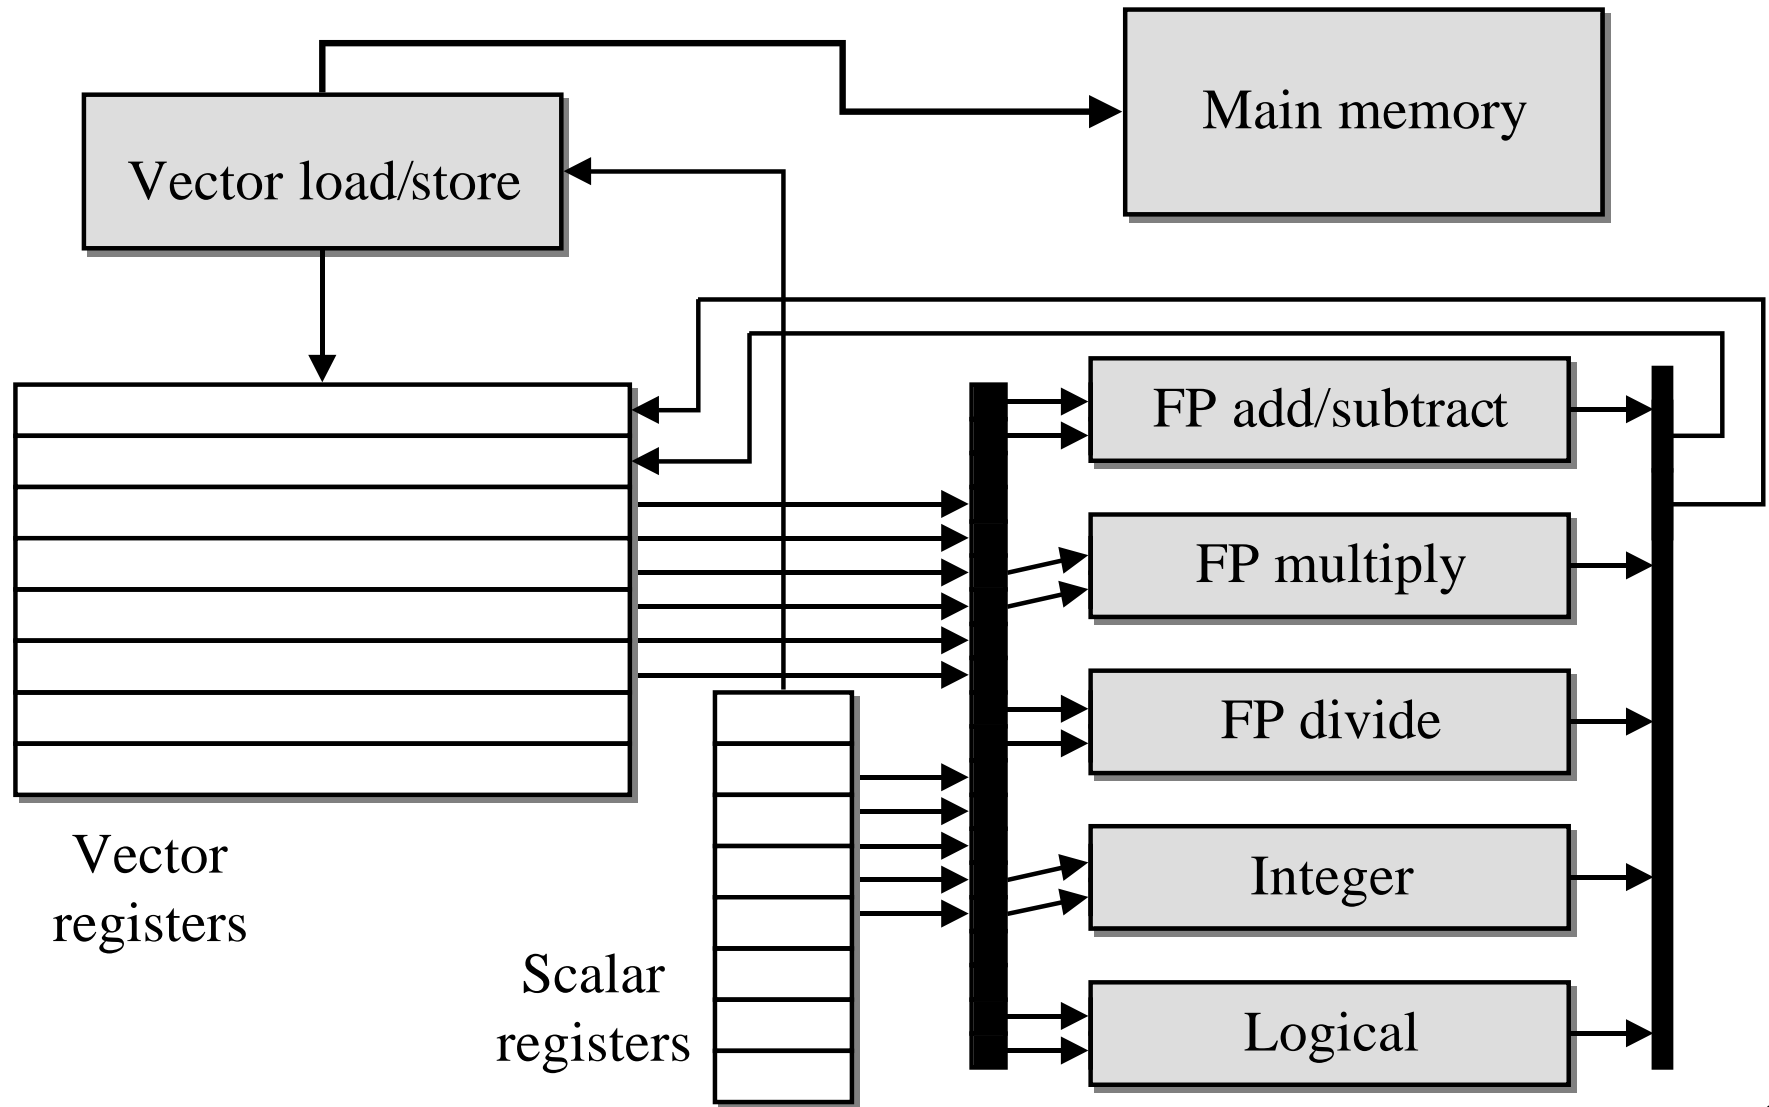 Main memory
Vector load/store
FP add/subtract
FP multiply
FP divide
Vector
registers
Integer
Scalar
registers
Logical